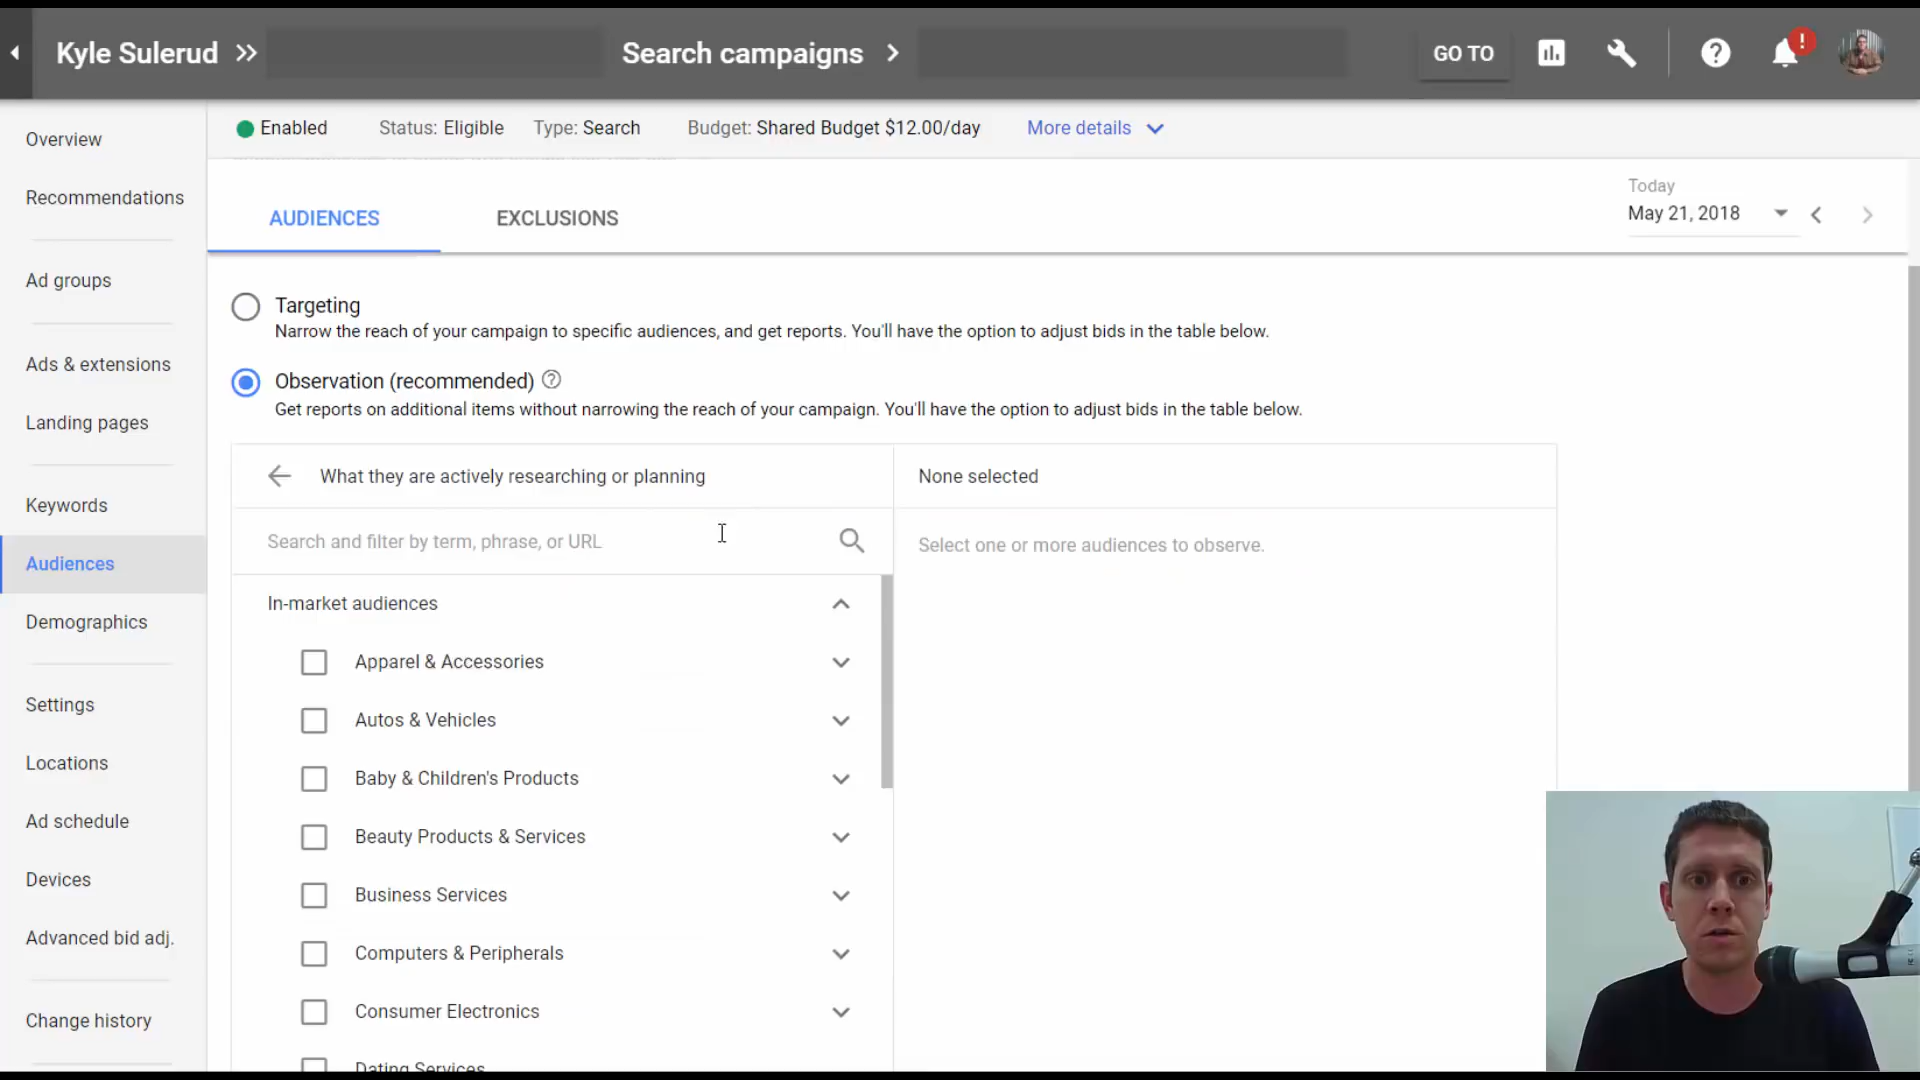 Kyle Sulerud >> Search campaigns > GO TO
Enabled Status: Eligible Type: Search Budget: Shared Budget $12.00/day More details
Overview
Recommendations
Ad groups
Ads & extensions
Landing pages
Keywords
Audiences
Demographics
Settings
Locations
Ad schedule
Devices
Advanced bid adj.
Change history
AUDIENCES EXCLUSIONS
Today
May 21, 2018
Targeting
Narrow the reach of your campaign to specific audiences, and get reports. You'll have the option to adjust bids in the table below.
Observation (recommended)
Get reports on additional items without narrowing the reach of your campaign. You'll have the option to adjust bids in the table below.
What they are actively researching or planning
Search and filter by term, phrase, or URL
In-market audiences
Apparel & Accessories
Autos & Vehicles
Baby & Children's Products
Beauty Products & Services
Business Services
Computers & Peripherals
Consumer Electronics
Dating Services
None selected
Select one or more audiences to observe.